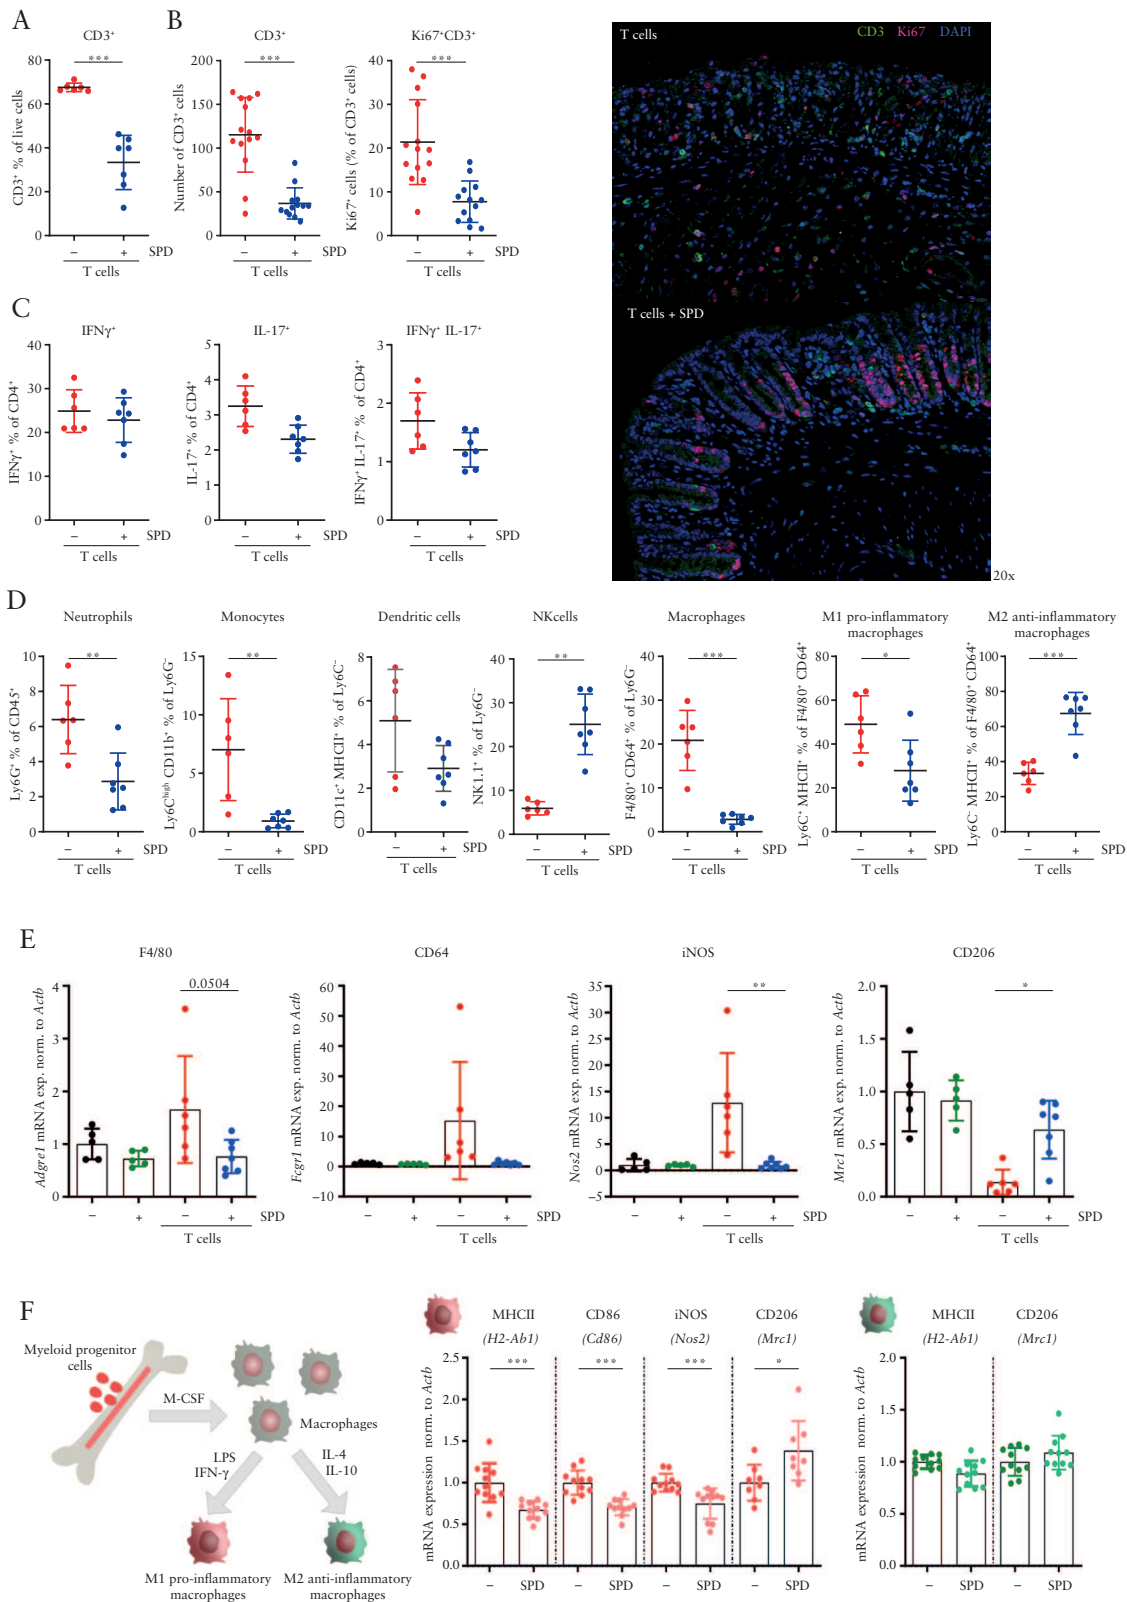 A
CD3⁺
***
CD3⁺ % of live cells
80
60
40
20
0
– + SPD
T cells
B
CD3⁺
***
Number of CD3⁺ cells
200
150
100
50
0
– + SPD
T cells
Ki67⁺CD3⁺
***
Ki67⁺ cells (% of CD3⁺ cells)
40
30
20
10
0
– + SPD
T cells
T cells
CD3 Ki67 DAPI
T cells + SPD
20x
C
IFNγ⁺
IFNγ⁺ % of CD4⁺
40
30
20
10
0
– + SPD
T cells
IL-17⁺
IL-17⁺ % of CD4⁺
5
4
3
2
1
0
– + SPD
T cells
IFNγ⁺ IL-17⁺
IFNγ⁺ IL-17⁺ % of CD4⁺
3
2
1
0
– + SPD
T cells
D
Neutrophils
**
Ly6G⁺ % of CD45⁺
10
8
6
4
2
0
– + SPD
T cells
Monocytes
**
Ly6C^high CD11b⁺ % of Ly6G⁻
15
10
5
0
– + SPD
T cells
Dendritic cells
CD11c⁺ MHCII⁺ % of Ly6C⁻
8
6
4
2
0
– + SPD
T cells
NKcells
**
NK1.1⁺ % of Ly6G⁻
50
40
30
20
10
0
– + SPD
T cells
Macrophages
***
F4/80⁺ CD64⁺ % of Ly6G⁻
40
30
20
10
0
– + SPD
T cells
M1 pro-inflammatory
macrophages
*
Ly6C⁺ MHCII⁺ % of F4/80⁺ CD64⁺
80
60
40
20
0
– + SPD
T cells
M2 anti-inflammatory
macrophages
***
Ly6C⁻ MHCII⁺ % of F4/80⁺ CD64⁺
100
80
60
40
20
0
– + SPD
T cells
E
F4/80
0.0504
Adgre1 mRNA exp. norm. to Actb
4
3
2
1
0
– + – + SPD
T cells
CD64
Fcgr1 mRNA exp. norm. to Actb
60
50
40
30
20
10
0
–10
– + – + SPD
T cells
iNOS
**
Nos2 mRNA exp. norm. to Actb
35
30
25
20
15
10
5
0
–5
– + – + SPD
T cells
CD206
*
Mrc1 mRNA exp. norm. to Actb
2.0
1.5
1.0
0.5
0.0
– + – + SPD
T cells
F
Myeloid progenitor
cells
M-CSF
Macrophages
LPS
IFN-γ
IL-4
IL-10
M1 pro-inflammatory
macrophages
M2 anti-inflammatory
macrophages
MHCII CD86 iNOS CD206
(H2-Ab1) (Cd86) (Nos2) (Mrc1)
*** *** *** *
mRNA expression norm. to Actb
2.5
2.0
1.5
1.0
0.5
0.0
– SPD – SPD – SPD – SPD
MHCII CD206
(H2-Ab1) (Mrc1)
mRNA expression norm. to Actb
2.5
2.0
1.5
1.0
0.5
0.0
– SPD – SPD